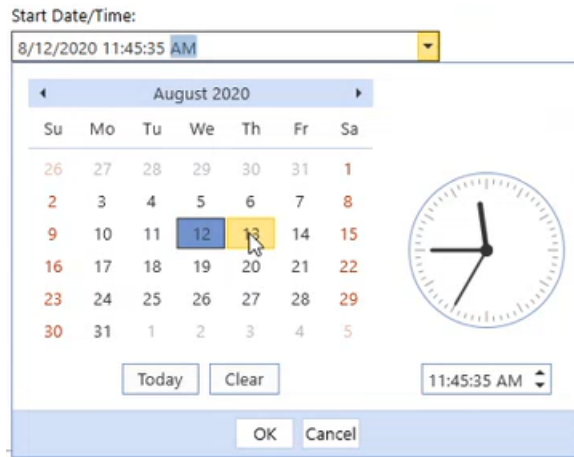 Start Date/Time:
8/12/2020 11:45:35 AM
August 2020
Su Mo Tu We Th Fr Sa
26 27 28 29 30 31 1
2 3 4 5 6 7 8
9 10 11 12 13 14 15
16 17 18 19 20 21 22
23 24 25 26 27 28 29
30 31 1 2 3 4 5
Today Clear
11:45:35 AM
OK Cancel